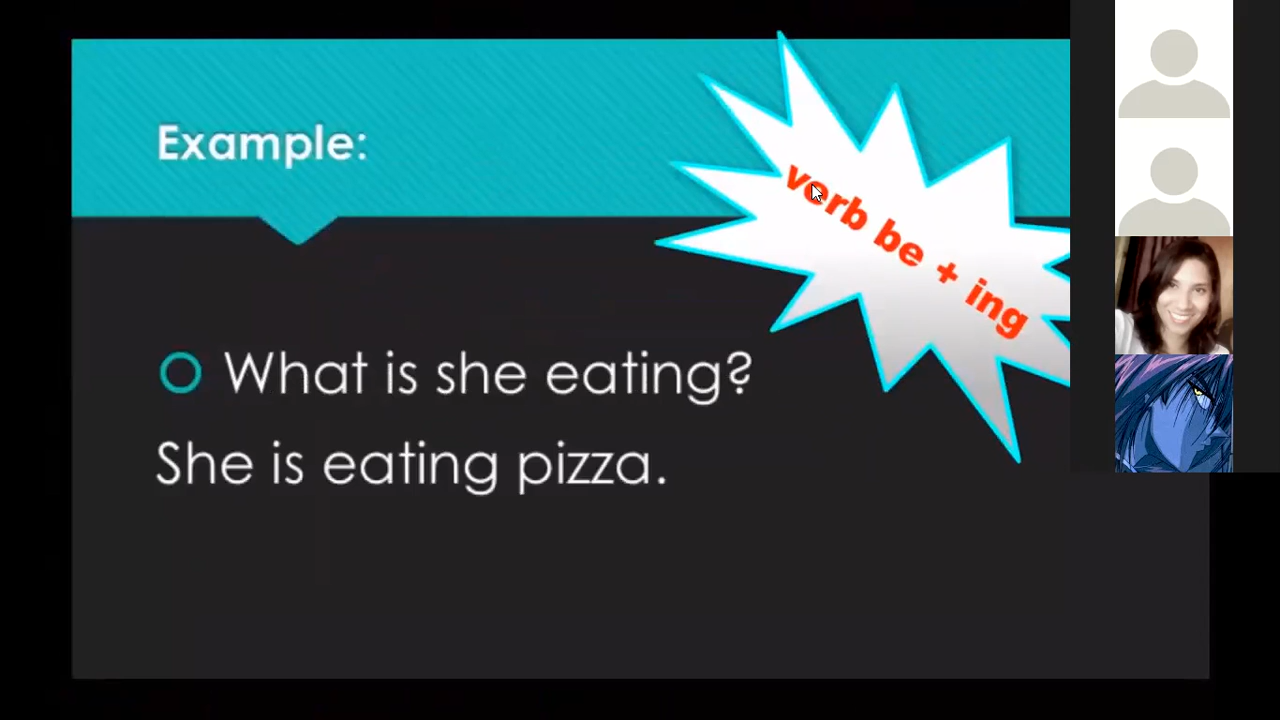 Example:
verb be + ing
What is she eating?
She is eating pizza.